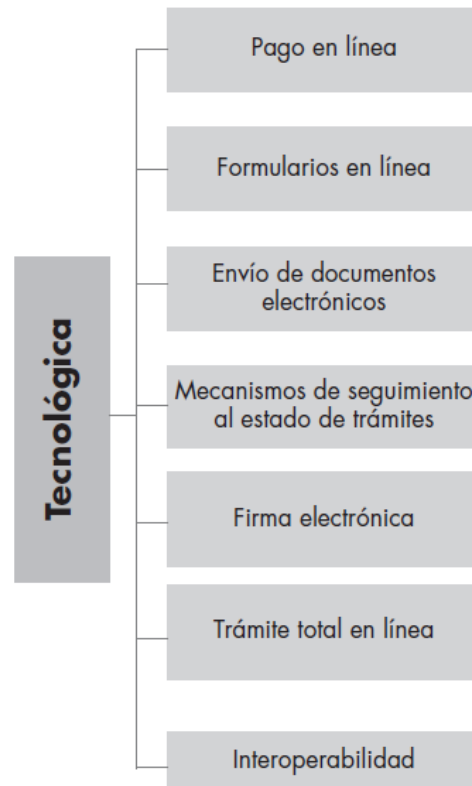 Tecnológica
Pago en línea
Formularios en línea
Envío de documentos
electrónicos
Mecanismos de seguimiento
al estado de trámites
Firma electrónica
Trámite total en línea
Interoperabilidad